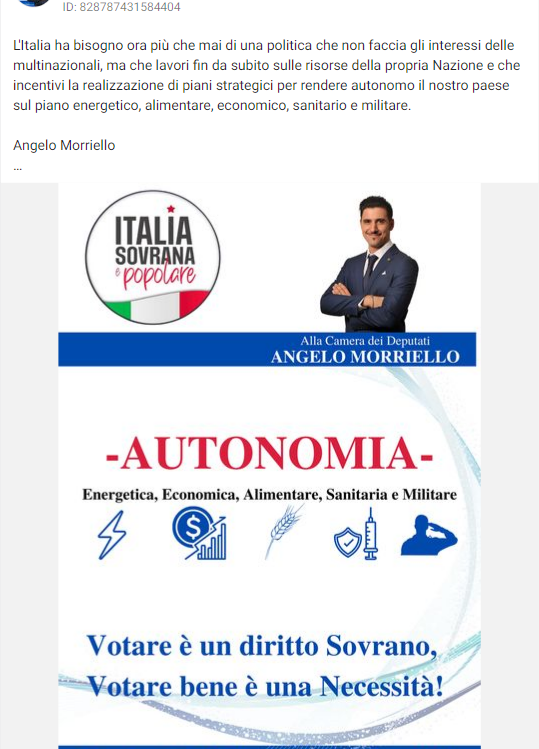 ID: 828787431584404
L'Italia ha bisogno ora più che mai di una politica che non faccia gli interessi delle
multinazionali, ma che lavori fin da subito sulle risorse della propria Nazione e che
incentivi la realizzazione di piani strategici per rendere autonomo il nostro paese
sul piano energetico, alimentare, economico, sanitario e militare.
Angelo Morriello
...
ITALIA
SOVRANA
e popolare
Alla Camera dei Deputati
ANGELO MORRIELLO
-AUTONOMIA-
Energetica, Economica, Alimentare, Sanitaria e Militare
$
Votare è un diritto Sovrano,
Votare bene è una Necessità!